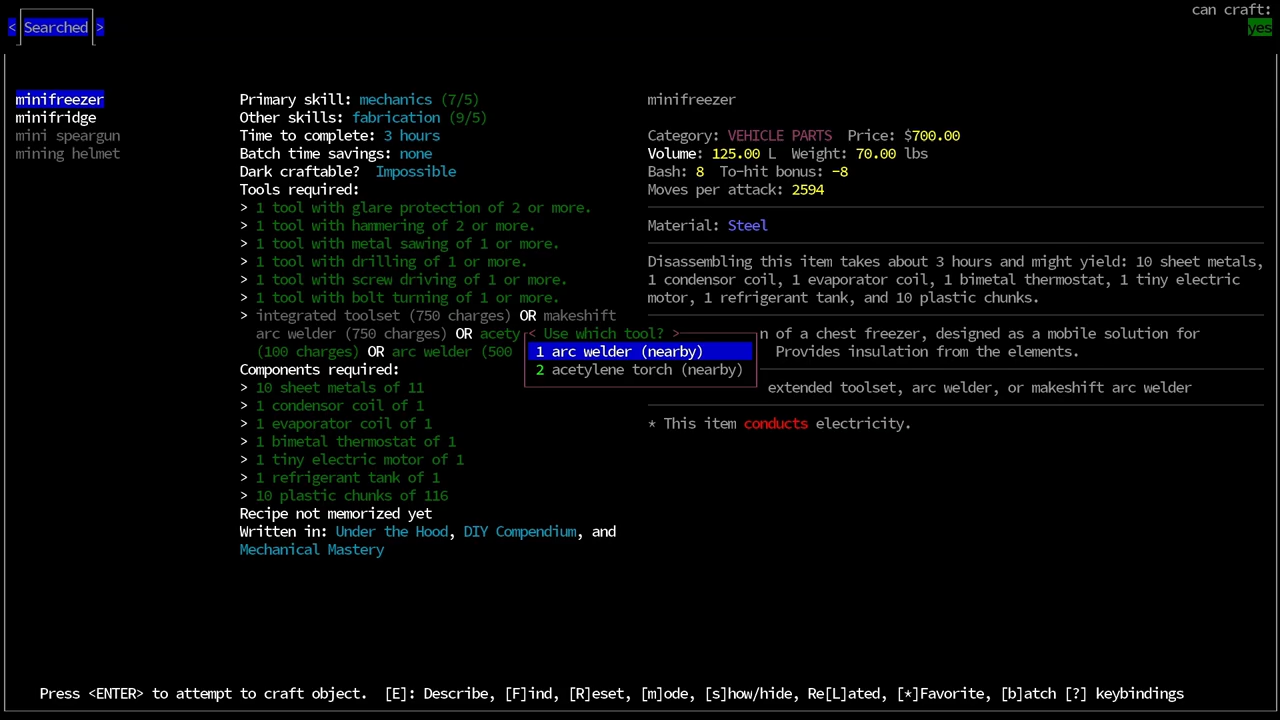 can craft:
< Searched >
yes
minifreezer
minifridge
mini speargun
mining helmet
Primary skill: mechanics (7/5)
Other skills: fabrication (9/5)
Time to complete: 3 hours
Batch time savings: none
Dark craftable?  Impossible
Tools required:
> 1 tool with glare protection of 2 or more.
> 1 tool with hammering of 2 or more.
> 1 tool with metal sawing of 1 or more.
> 1 tool with drilling of 1 or more.
> 1 tool with screw driving of 1 or more.
> 1 tool with bolt turning of 1 or more.
> integrated toolset (750 charges) OR makeshift
arc welder (750 charges) OR acety
(100 charges) OR arc welder (500
Components required:
> 10 sheet metals of 11
> 1 condensor coil of 1
> 1 evaporator coil of 1
> 1 bimetal thermostat of 1
> 1 tiny electric motor of 1
> 1 refrigerant tank of 1
> 10 plastic chunks of 116
Recipe not memorized yet
Written in: Under the Hood, DIY Compendium, and
Mechanical Mastery
< Use which tool? >
1 arc welder (nearby)
2 acetylene torch (nearby)
minifreezer
Category: VEHICLE PARTS  Price: $700.00
Volume: 125.00 L  Weight: 70.00 lbs
Bash: 8  To-hit bonus: -8
Moves per attack: 2594
Material: Steel
Disassembling this item takes about 3 hours and might yield: 10 sheet metals,
1 condensor coil, 1 evaporator coil, 1 bimetal thermostat, 1 tiny electric
motor, 1 refrigerant tank, and 10 plastic chunks.
n of a chest freezer, designed as a mobile solution for
Provides insulation from the elements.
extended toolset, arc welder, or makeshift arc welder
* This item conducts electricity.
Press <ENTER> to attempt to craft object.  [E]: Describe, [F]ind, [R]eset, [m]ode, [s]how/hide, Re[L]ated, [*]Favorite, [b]atch [?] keybindings